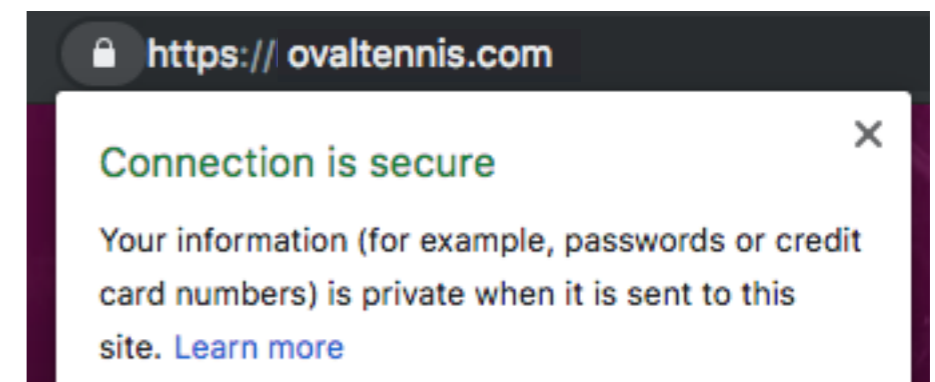 https:// ovaltennis.com
Connection is secure
Your information (for example, passwords or credit
card numbers) is private when it is sent to this
site. Learn more